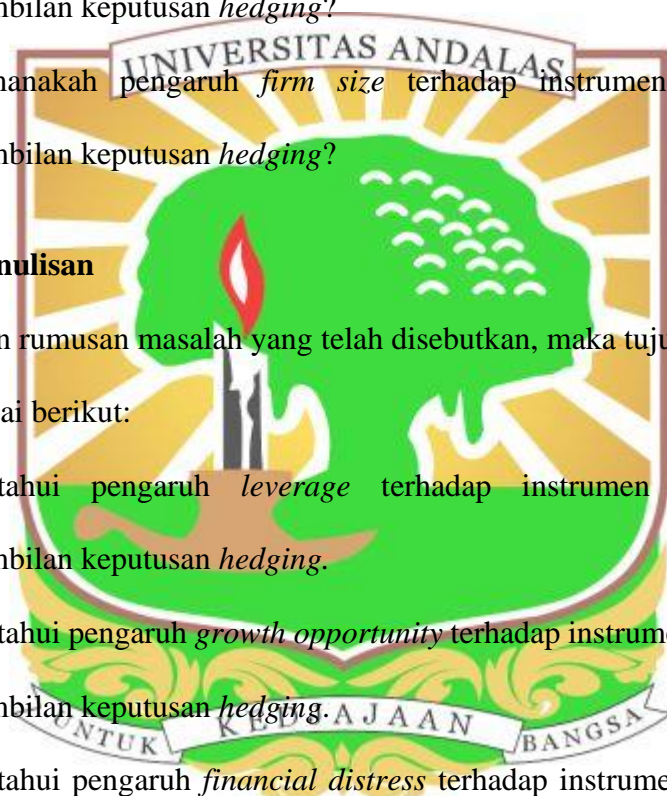 mbilan keputusan hedging?
UNIVERSITAS ANDALAS
manakah pengaruh firm size terhadap instrumen
mbilan keputusan hedging?
nulisan
n rumusan masalah yang telah disebutkan, maka tuju
ai berikut:
tahui pengaruh leverage terhadap instrumen
mbilan keputusan hedging.
tahui pengaruh growth opportunity terhadap instrume
mbilan keputusan hedging.
UNTUK KEDJAJAAN BANGSA
tahui pengaruh financial distress terhadap instrume